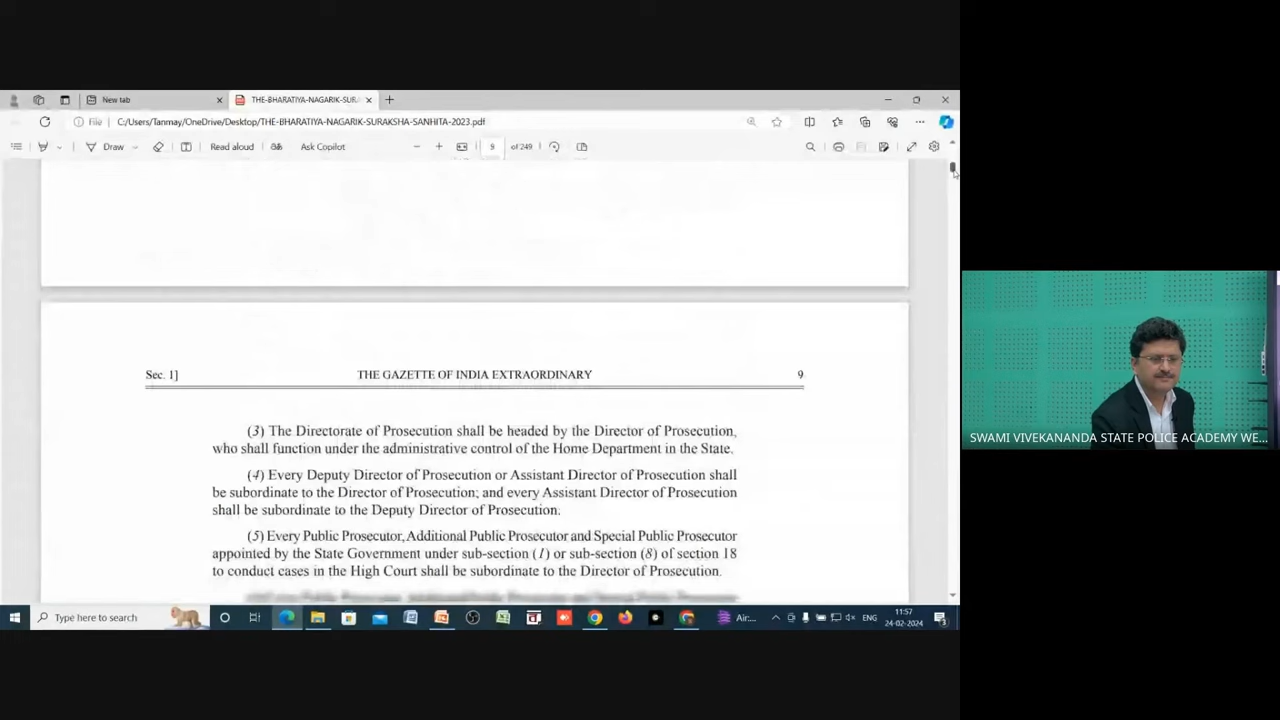 New tab
THE-BHARATIYA-NAGARIK-SUR
File C:/Users/Tanmay/OneDrive/Desktop/THE-BHARATIYA-NAGARIK-SURAKSHA-SANHITA-2023.pdf
Draw Read aloud Ask Copilot 9 of 249
Sec. 1] THE GAZETTE OF INDIA EXTRAORDINARY 9
(3) The Directorate of Prosecution shall be headed by the Director of Prosecution,
who shall function under the administrative control of the Home Department in the State.
(4) Every Deputy Director of Prosecution or Assistant Director of Prosecution shall
be subordinate to the Director of Prosecution; and every Assistant Director of Prosecution
shall be subordinate to the Deputy Director of Prosecution.
(5) Every Public Prosecutor, Additional Public Prosecutor and Special Public Prosecutor
appointed by the State Government under sub-section (1) or sub-section (8) of section 18
to conduct cases in the High Court shall be subordinate to the Director of Prosecution.
SWAMI VIVEKANANDA STATE POLICE ACADEMY WE...
Type here to search
Air:...
ENG
11:57
24-02-2024